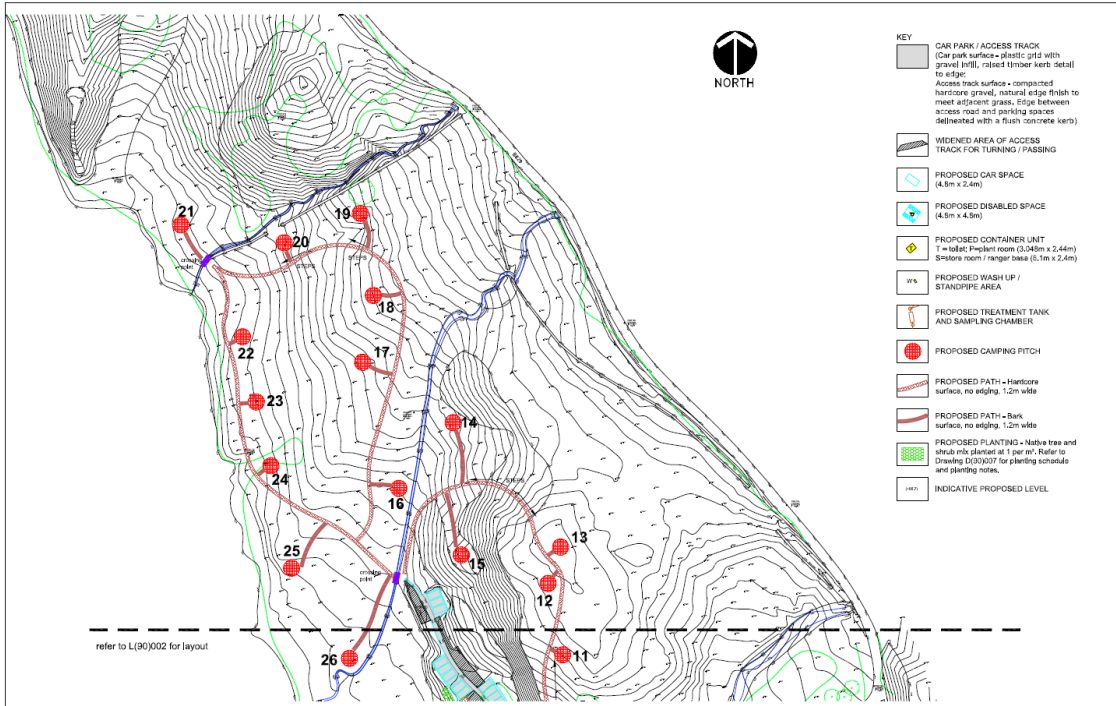 NORTH
KEY
CAR PARK / ACCESS TRACK
(Car park surface - plastic grid with
gravel infill, raised timber kerb detail
to edge;
Access track surface - compacted
hardcore gravel, natural edge finish to
meet adjacent grass. Edge between
access road and parking spaces
delineated with a flush concrete kerb)
WIDENED AREA OF ACCESS
TRACK FOR TURNING / PASSING
PROPOSED CAR SPACE
(4.8m x 2.4m)
PROPOSED DISABLED SPACE
(4.8m x 4.8m)
PROPOSED CONTAINER UNIT
T = toilet; P=plant room (3.048m x 2.44m)
S=store room / ranger base (6.1m x 2.4m)
PROPOSED WASH UP /
STANDPIPE AREA
PROPOSED TREATMENT TANK
AND SAMPLING CHAMBER
PROPOSED CAMPING PITCH
PROPOSED PATH - Hardcore
surface, no edging, 1.2m wide
PROPOSED PATH - Bark
surface, no edging, 1.2m wide
PROPOSED PLANTING - Native tree and
shrub mix planted at 1 per m². Refer to
Drawing D(90)007 for planting schedule
and planting notes.
INDICATIVE PROPOSED LEVEL
21
19
20
STEPS
STEPS
crossing
point
18
22
17
23
14
24
STEPS
16
13
25
15
crossing
point
12
refer to L(90)002 for layout
26
11